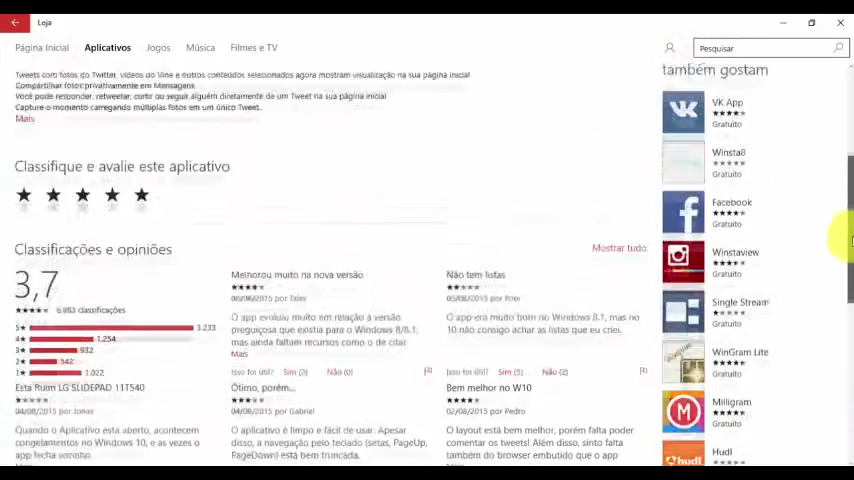 Loja
Página Inicial Aplicativos Jogos Música Filmes e TV
Pesquisar
Tweets com fotos do Twitter, vídeos do Vine e outros conteúdos selecionados agora mostram visualização na sua página inicial
Compartilhar fotos privativamente em Mensagens
Você pode responder, retweetar, curtir ou seguir alguém diretamente de um Tweet na sua página inicial
Capture o momento carregando múltiplas fotos em um único Tweet.
Mais
Classifique e avalie este aplicativo
Classificações e opiniões
Mostrar tudo
3,7
6.983 classificações
5★ 3.233
4★ 1.254
3★ 932
2★ 542
1★ 1.022
Melhorou muito na nova versão
06/08/2015 por Tales
O app evoluiu muito em relação à versão
preguiçosa que existia para o Windows 8/8.1,
mas ainda faltam recursos como o de citar
Mais
Isso foi útil? Sim (3) Não (0)
Não tem listas
05/08/2015 por
O app era muito bom no Windows 8.1, mas no
10 não consigo achar as listas que eu criei.
Isso foi útil? Sim (5) Não (2)
Esta Ruim LG SLIDEPAD 11T540
04/08/2015 por Jonas
Quando o Aplicativo esta aberto, acontecem
congelamentos no Windows 10, e as vezes o
app fecha sozinho
Ótimo, porém...
04/08/2015 por Gabriel
O aplicativo é limpo e fácil de usar. Apesar
disso, a navegação pelo teclado (setas, PageUp,
PageDown) está bem truncada.
Bem melhor no W10
02/08/2015 por Pedro
O layout está bem melhor, porém falta poder
comentar os tweets! Além disso, sinto falta
também do browser embutido que o app
também gostam
VK App
Gratuito
Winsta8
Gratuito
Facebook
Gratuito
Winstaview
Gratuito
Single Stream
Gratuito
WinGram Lite
Gratuito
Milligram
Gratuito
Hudl
hudl